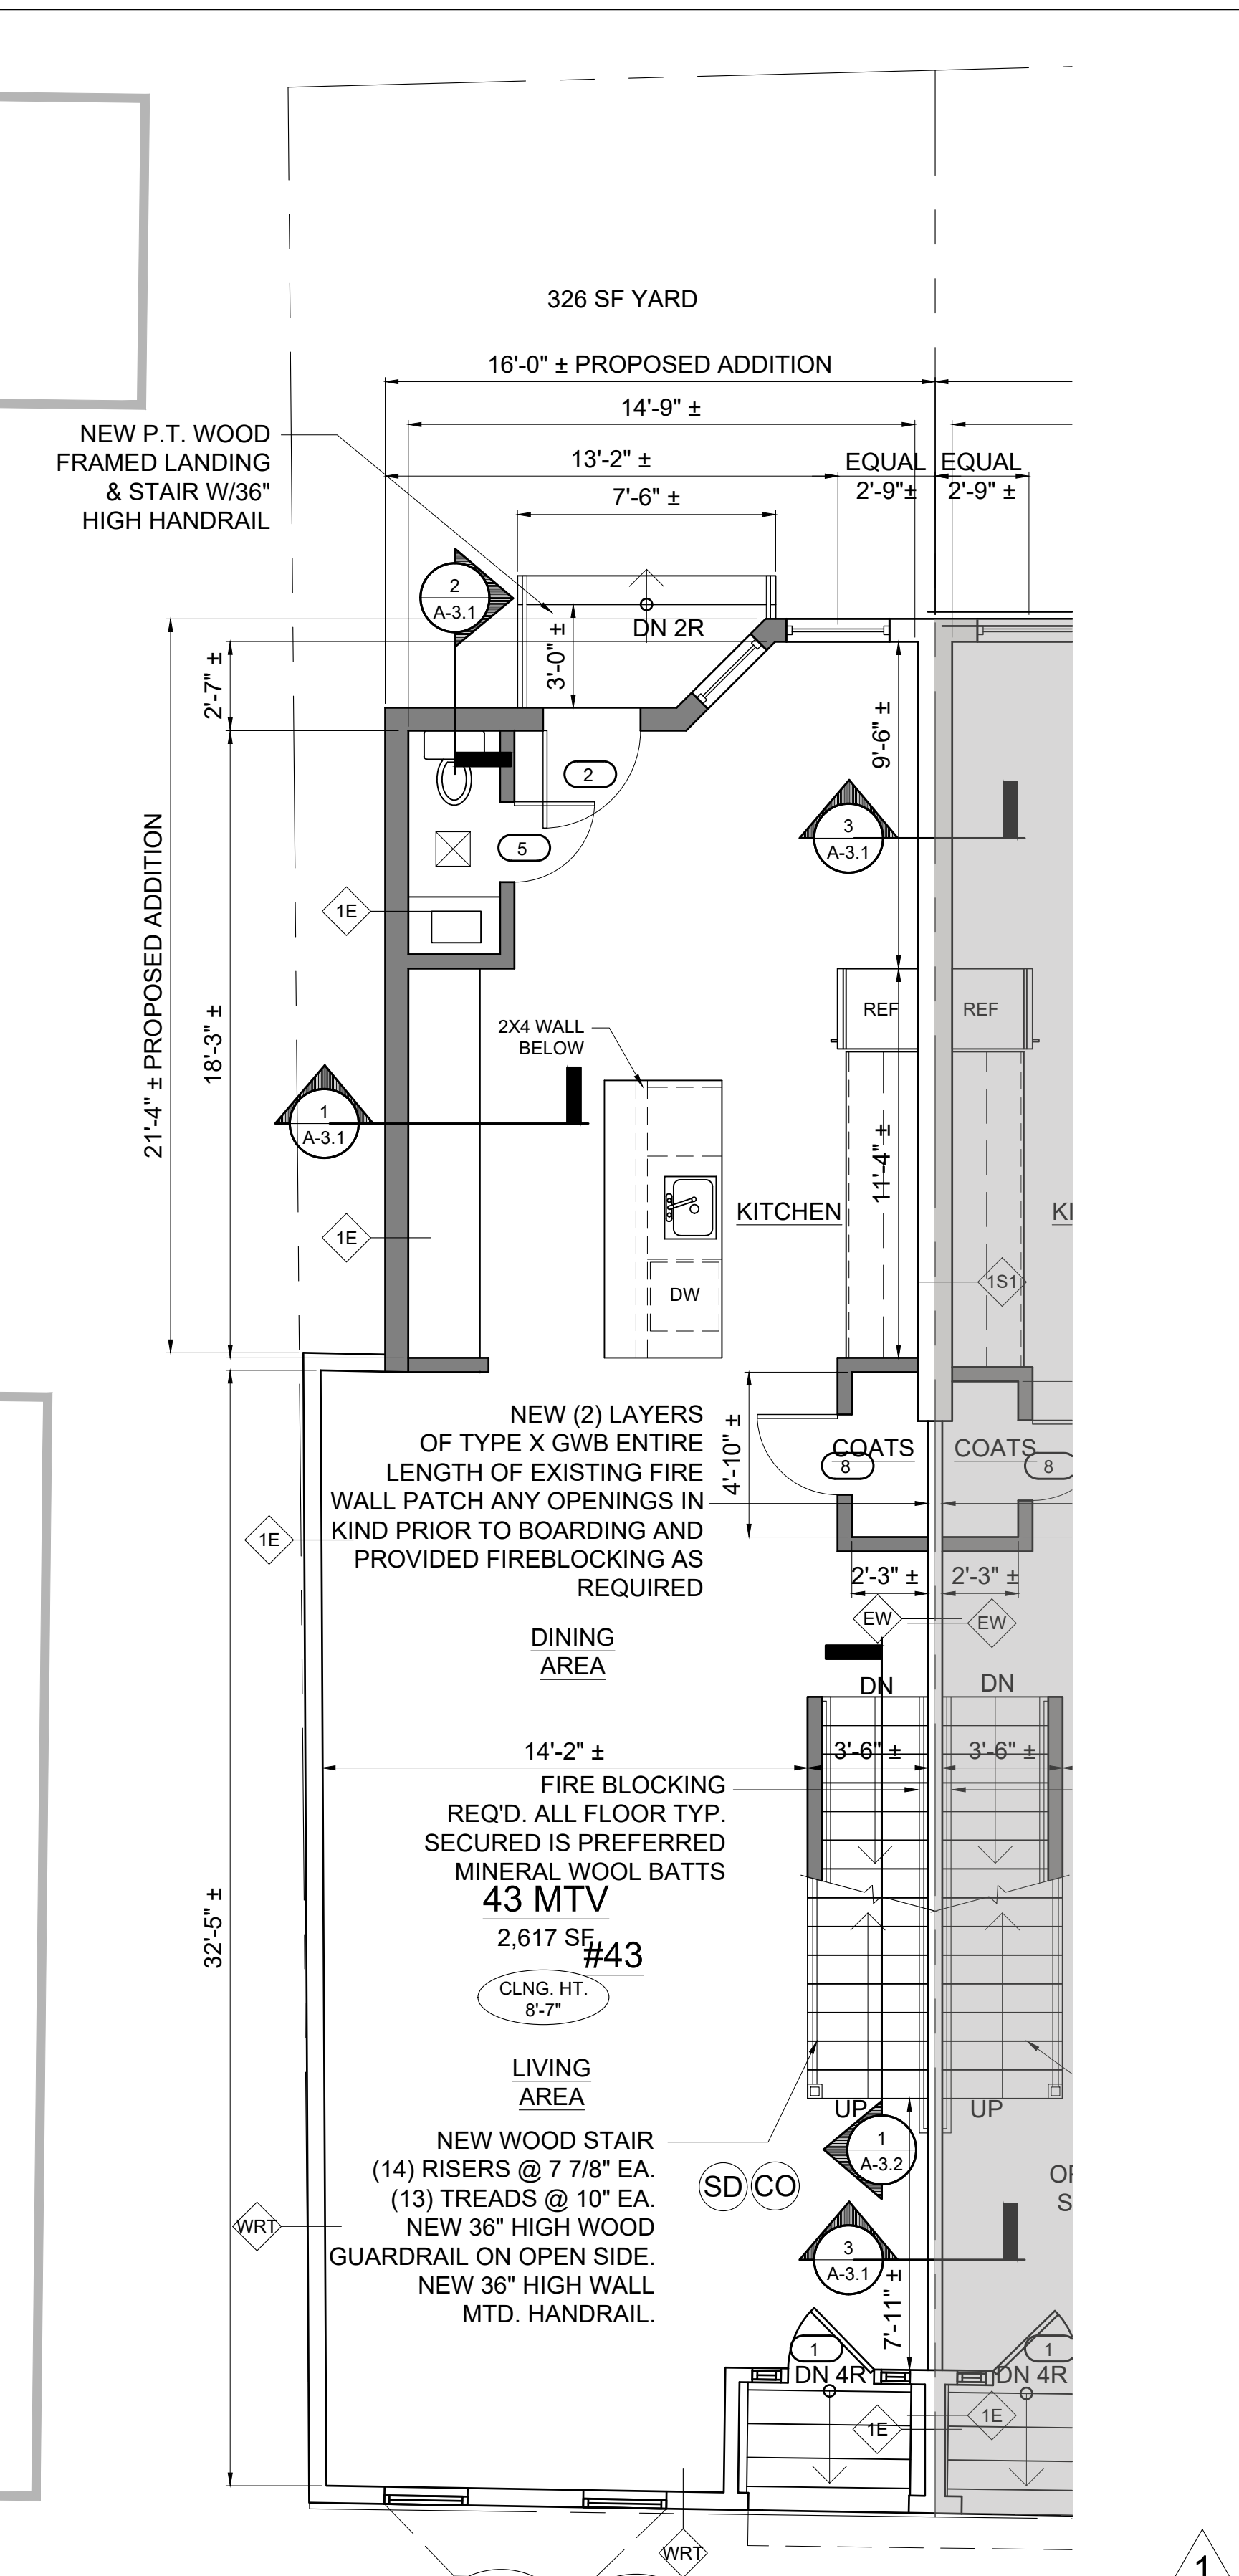 326 SF YARD
16'-0" ± PROPOSED ADDITION
14'-9" ±
13'-2" ±
EQUAL
2'-9"±
EQUAL
2'-9" ±
7'-6" ±
NEW P.T. WOOD
FRAMED LANDING
& STAIR W/36"
HIGH HANDRAIL
2
A-3.1
DN 2R
3'-0" ±
2'-7" ±
9'-6" ±
2
3
A-3.1
5
1E
21'-4" ± PROPOSED ADDITION
18'-3" ±
REF
REF
2X4 WALL
BELOW
1
A-3.1
11'-4" ±
KITCHEN
KI
1E
1S1
DW
NEW (2) LAYERS
OF TYPE X GWB ENTIRE
LENGTH OF EXISTING FIRE
WALL PATCH ANY OPENINGS IN
KIND PRIOR TO BOARDING AND
PROVIDED FIREBLOCKING AS
REQUIRED
4'-10" ±
COATS
COATS
8
8
1E
2'-3" ±
2'-3" ±
EW
EW
DINING
AREA
DN
DN
14'-2" ±
3'-6" ±
3'-6" ±
FIRE BLOCKING
REQ'D. ALL FLOOR TYP.
SECURED IS PREFERRED
MINERAL WOOL BATTS
43 MTV
2,617 SF
#43
CLNG. HT.
8'-7"
32'-5" ±
LIVING
AREA
UP
UP
NEW WOOD STAIR
(14) RISERS @ 7 7/8" EA.
(13) TREADS @ 10" EA.
NEW 36" HIGH WOOD
GUARDRAIL ON OPEN SIDE.
NEW 36" HIGH WALL
MTD. HANDRAIL.
SD
CO
1
A-3.2
WRT
3
A-3.1
7'-11" ±
1
1
DN 4R
DN 4R
1E
1E
WRT
1